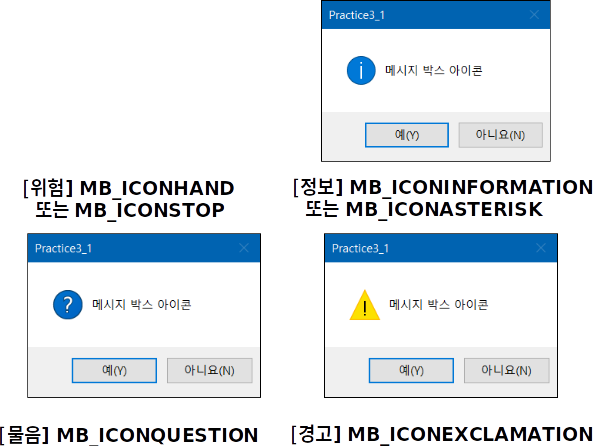 Practice3_1
메시지 박스 아이콘
예(Y) 아니요(N)
[위험] MB_ICONHAND
또는 MB_ICONSTOP
[정보] MB_ICONINFORMATION
또는 MB_ICONASTERISK
Practice3_1
메시지 박스 아이콘
예(Y) 아니요(N)
[물음] MB_ICONQUESTION
Practice3_1
메시지 박스 아이콘
예(Y) 아니요(N)
[경고] MB_ICONEXCLAMATION